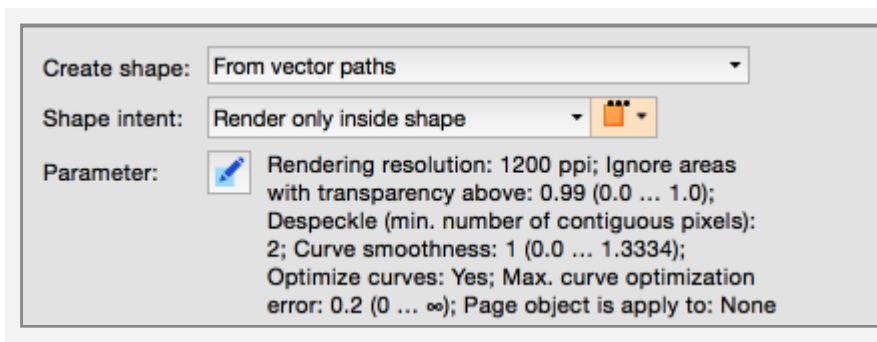 Create shape: From vector paths
Shape intent: Render only inside shape
Parameter: Rendering resolution: 1200 ppi; Ignore areas
with transparency above: 0.99 (0.0 … 1.0);
Despeckle (min. number of contiguous pixels):
2; Curve smoothness: 1 (0.0 … 1.3334);
Optimize curves: Yes; Max. curve optimization
error: 0.2 (0 … ∞); Page object is apply to: None